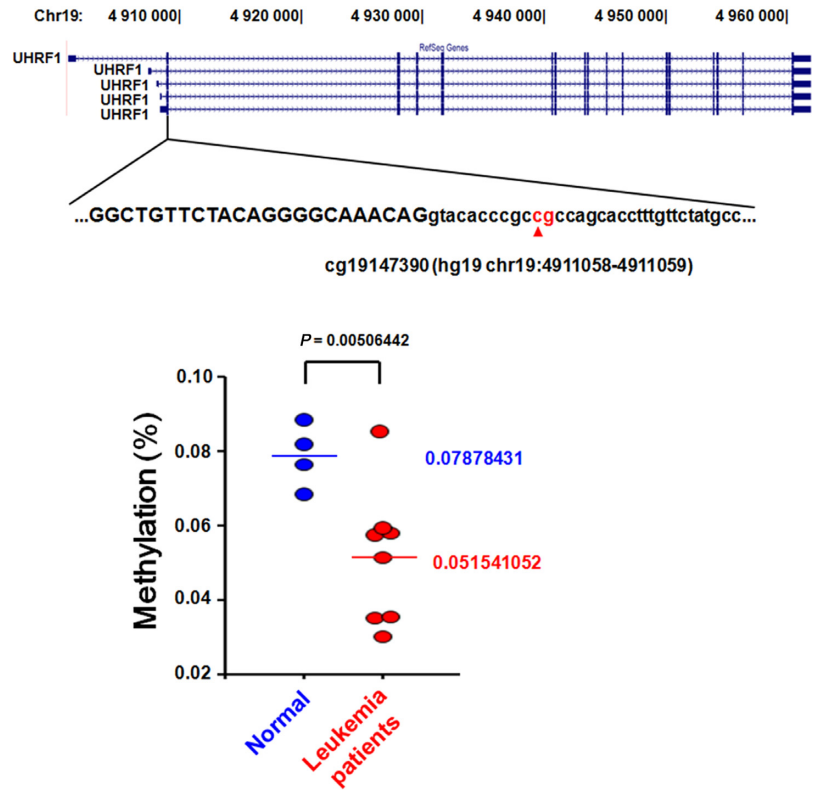 Chr19: 4 910 000| 4 920 000| 4 930 000| 4 940 000| 4 950 000| 4 960 000|
RefSeq Genes
UHRF1
UHRF1
UHRF1
UHRF1
UHRF1
...GGCTGTTCTACAGGGGCAAACAGgtacacccgccgccagcacctttgttctatgcc...
cg19147390 (hg19 chr19:4911058-4911059)
P = 0.00506442
Methylation (%)
0.10
0.08
0.06
0.04
0.02
0.07878431
0.051541052
Normal
Leukemia
patients